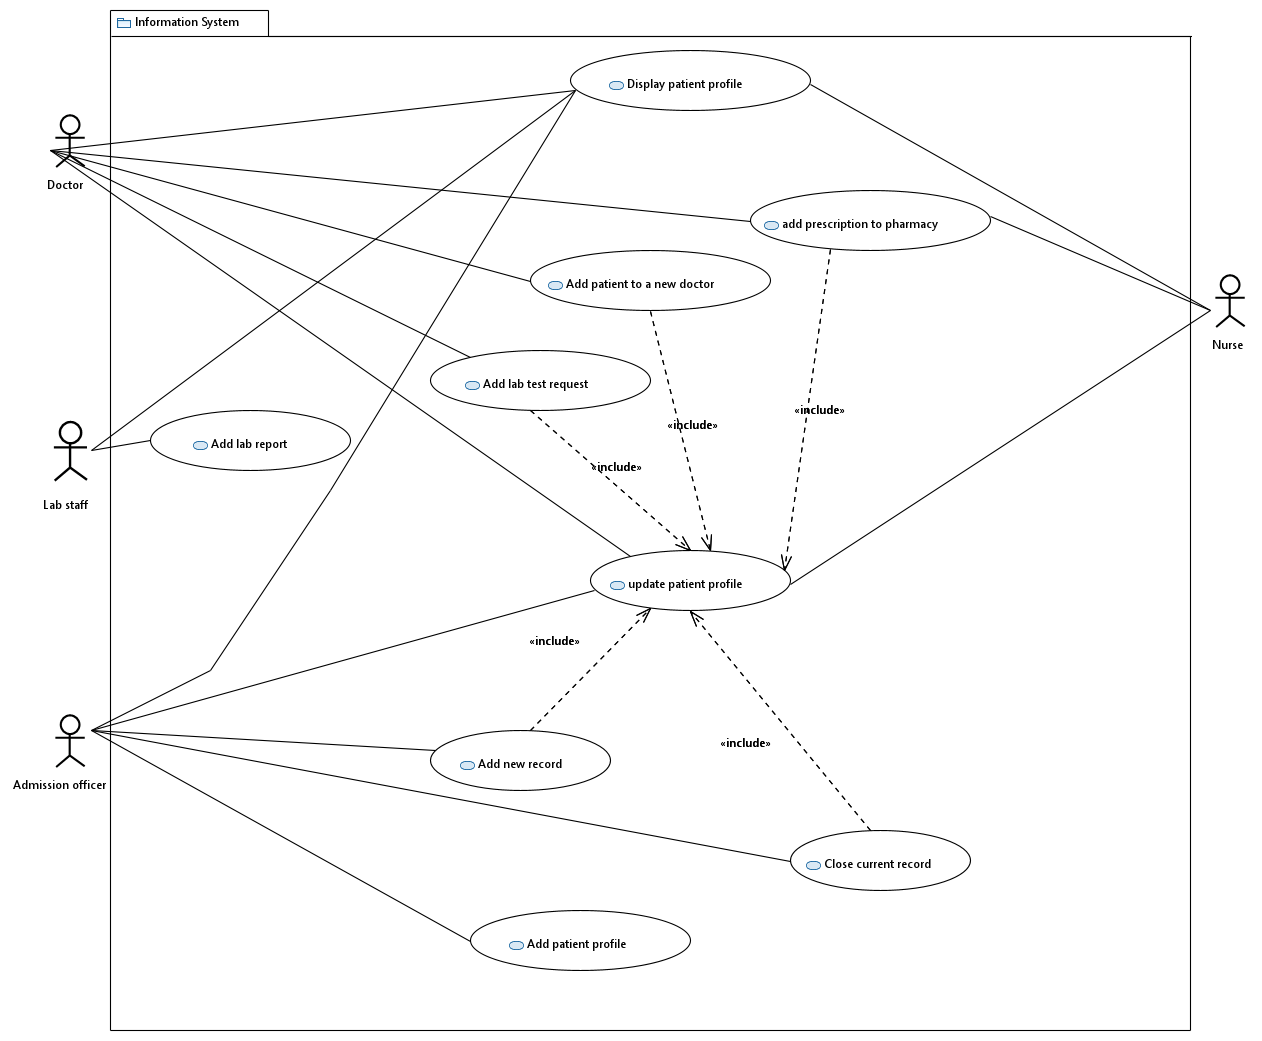 Information System
Display patient profile
Doctor
add prescription to pharmacy
Add patient to a new doctor
Nurse
Add lab test request
«include»
«include»
Add lab report
«include»
Lab staff
update patient profile
«include»
«include»
Add new record
Admission officer
Close current record
Add patient profile